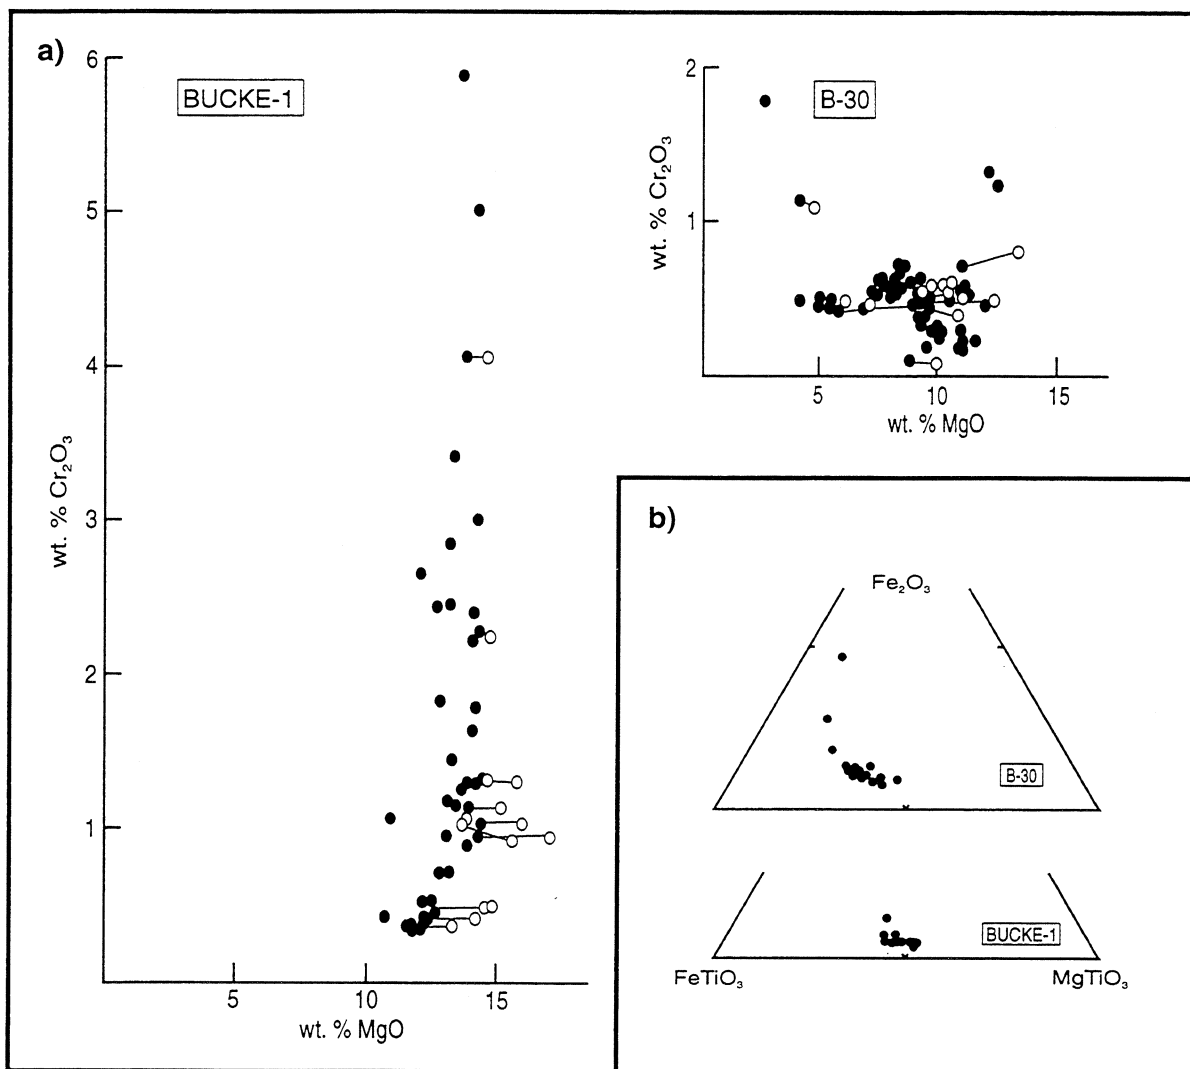 a)
BUCKE-1
6
5
4
3
2
1
wt. % Cr₂O₃
5
10
15
wt. % MgO
B-30
2
1
wt. % Cr₂O₃
5
10
15
wt. % MgO
b)
Fe₂O₃
B-30
BUCKE-1
FeTiO₃
MgTiO₃